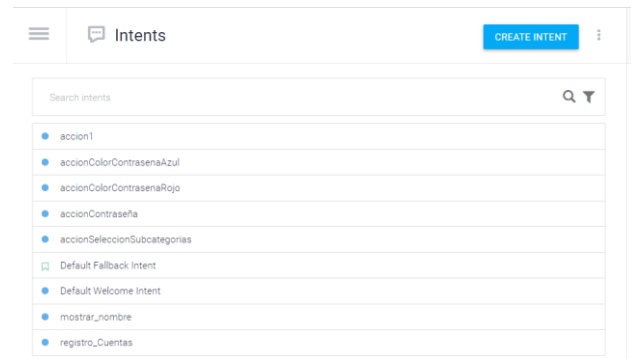 Intents
CREATE INTENT
Search intents
accion1
accionColorContrasenaAzul
accionColorContrasenaRojo
accionContraseña
accionSeleccionSubcategorias
Default Fallback Intent
Default Welcome Intent
mostrar_nombre
registro_Cuentas